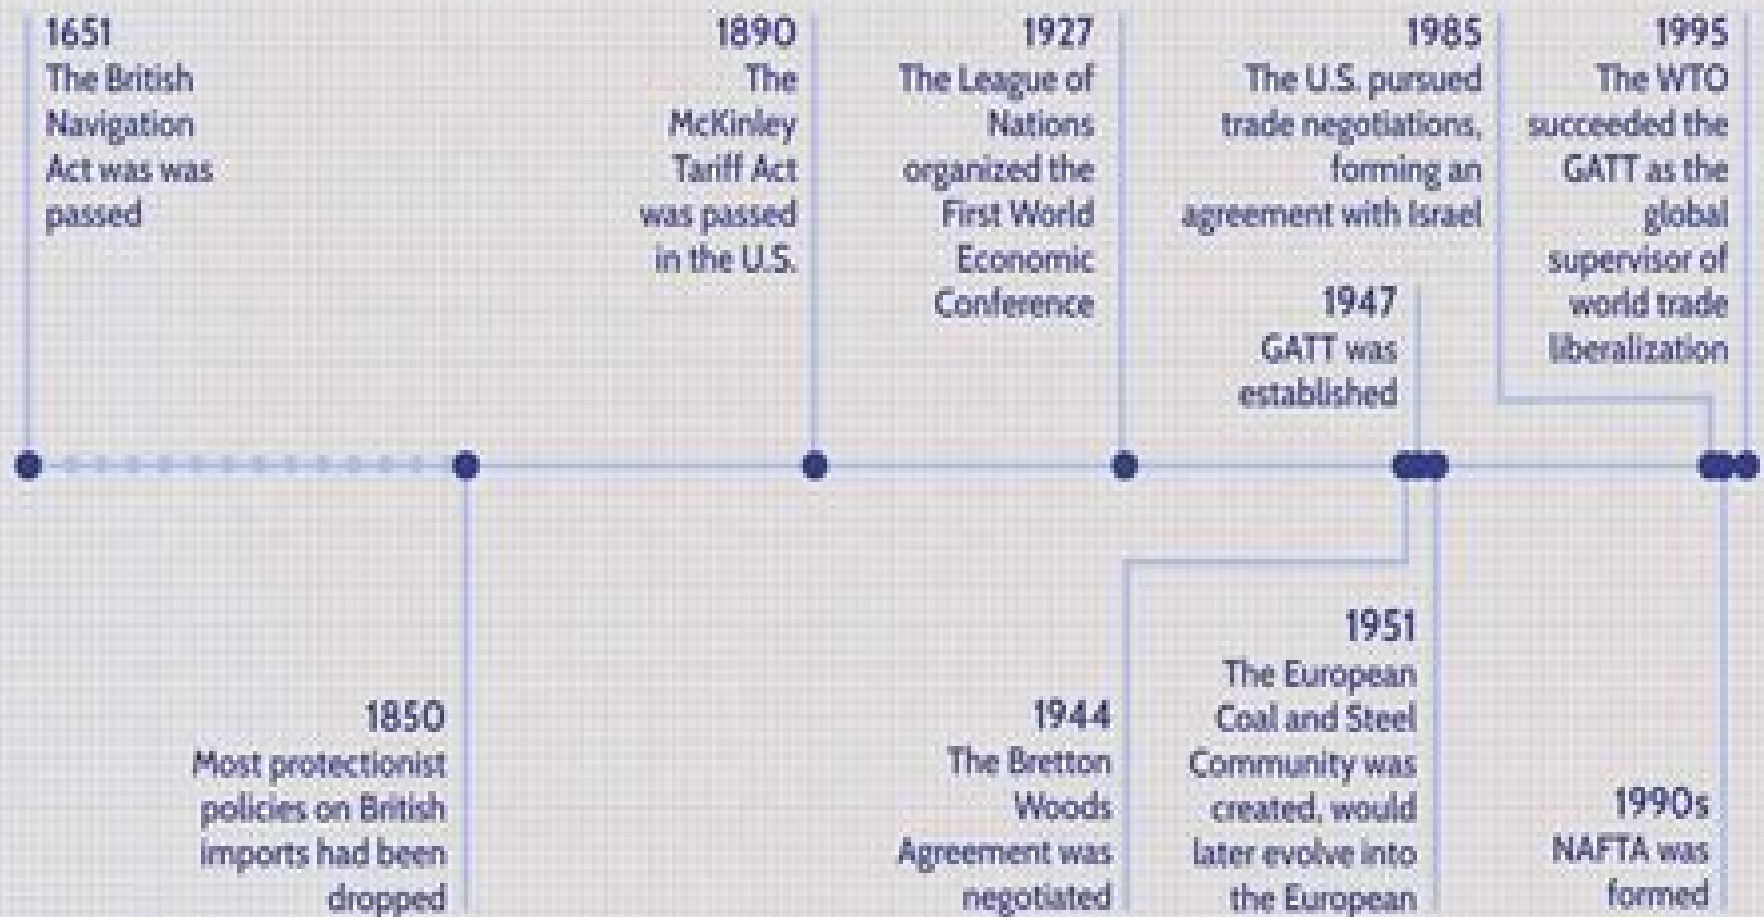 1651
The British
Navigation
Act was was
passed
1890
The
McKinley
Tariff Act
was passed
in the U.S.
1927
The League of
Nations
organized the
First World
Economic
Conference
1985
The U.S. pursued
trade negotiations,
forming an
agreement with Israel
1995
The WTO
succeeded the
GATT as the
global
supervisor of
world trade
liberalization
1947
GATT was
established
1850
Most protectionist
policies on British
imports had been
dropped
1944
The Bretton
Woods
Agreement was
negotiated
1951
The European
Coal and Steel
Community was
created, would
later evolve into
the European
1990s
NAFTA was
formed